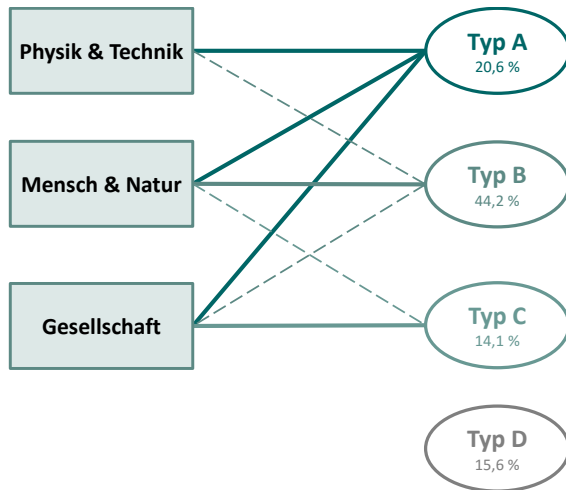 Physik & Technik
Typ A
20,6 %
Mensch & Natur
Typ B
44,2 %
Gesellschaft
Typ C
14,1 %
Typ D
15,6 %